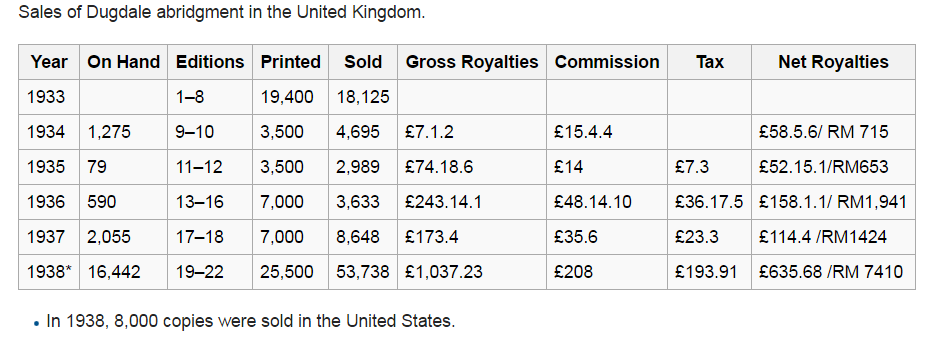 Sales of Dugdale abridgment in the United Kingdom.
Year On Hand Editions Printed Sold Gross Royalties Commission Tax Net Royalties
1933 1–8 19,400 18,125
1934 1,275 9–10 3,500 4,695 £7.1.2 £15.4.4 £58.5.6/ RM 715
1935 79 11–12 3,500 2,989 £74.18.6 £14 £7.3 £52.15.1/RM653
1936 590 13–16 7,000 3,633 £243.14.1 £48.14.10 £36.17.5 £158.1.1/ RM1,941
1937 2,055 17–18 7,000 8,648 £173.4 £35.6 £23.3 £114.4 /RM1424
1938* 16,442 19–22 25,500 53,738 £1,037.23 £208 £193.91 £635.68 /RM 7410
• In 1938, 8,000 copies were sold in the United States.